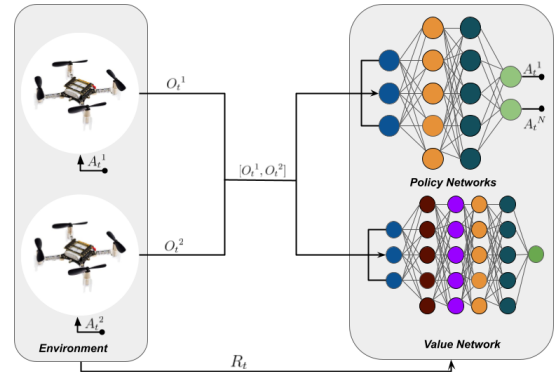 O_t^1
A_t^1
[O_t^1, O_t^2]
O_t^2
A_t^2
Environment
R_t
A_t^1
A_t^N
Policy Networks
Value Network